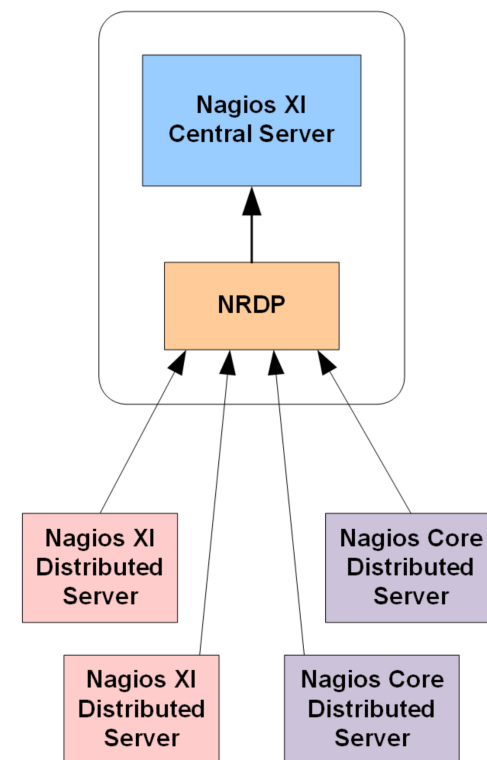 Nagios XI
Central Server
NRDP
Nagios XI
Distributed
Server
Nagios Core
Distributed
Server
Nagios XI
Distributed
Server
Nagios Core
Distributed
Server